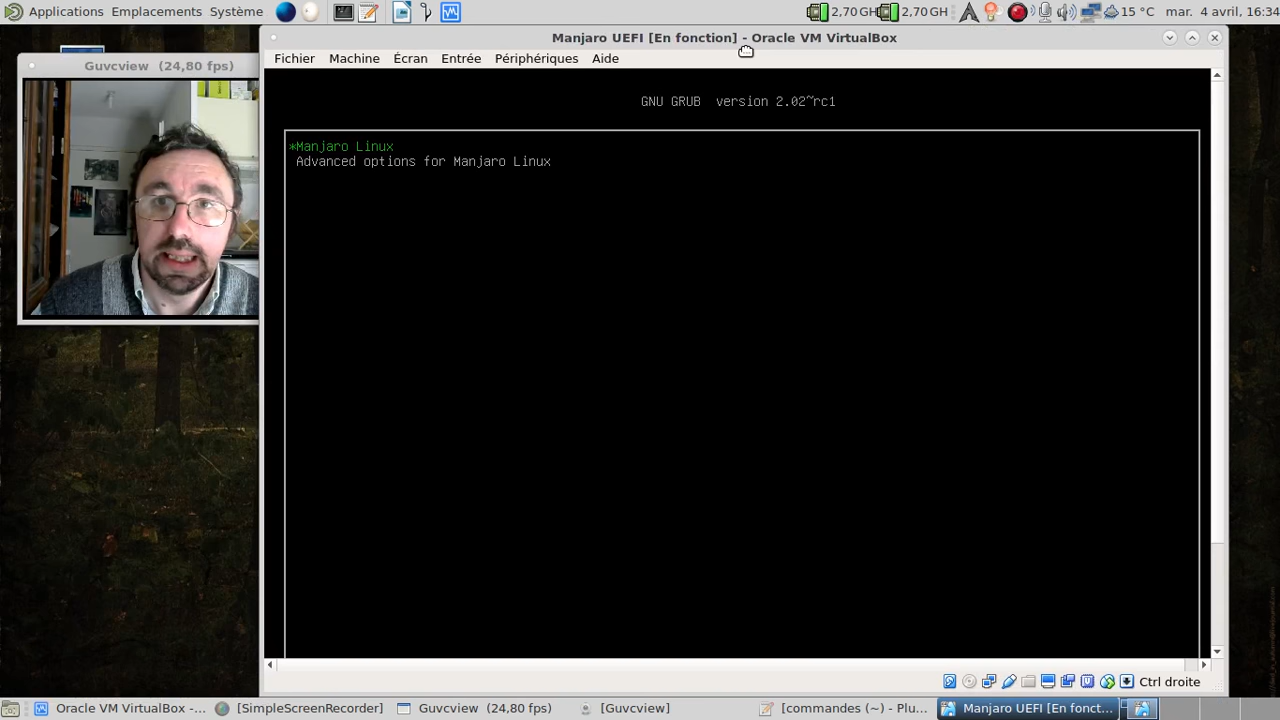 Applications Emplacements Système 2,70 GH 2,70 GH 15 °C mar. 4 avril, 16:34
Manjaro UEFI [En fonction] - Oracle VM VirtualBox
Guvcview (24,80 fps)
Fichier Machine Écran Entrée Périphériques Aide
GNU GRUB version 2.02~rc1
*Manjaro Linux
Advanced options for Manjaro Linux
Ctrl droite
Oracle VM VirtualBox -... [SimpleScreenRecorder] Guvcview (24,80 fps) [Guvcview] [commandes (~) - Plu... Manjaro UEFI [En fonct...